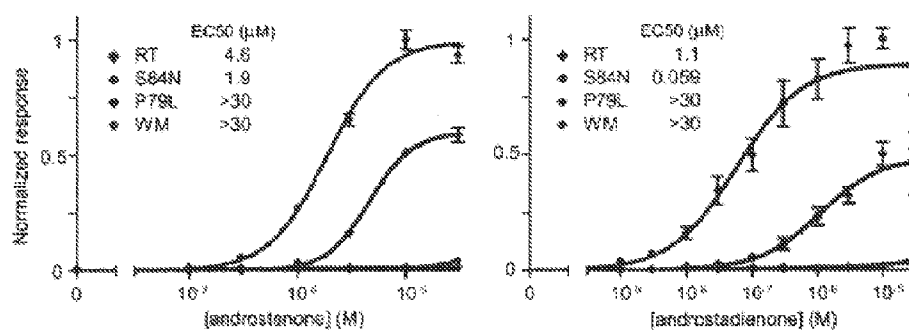 EC50 (μM)
RT 4.6
S84N 1.9
P79L >30
WM >30
Normalized response
1
0.5
0
0 10⁻⁷ 10⁻⁶ 10⁻⁵
[androstenone] (M)
EC50 (μM)
RT 1.1
S84N 0.059
P79L >30
WM >30
1
0.5
0
0 10⁻⁹ 10⁻⁸ 10⁻⁷ 10⁻⁶ 10⁻⁵
[androstadienone] (M)